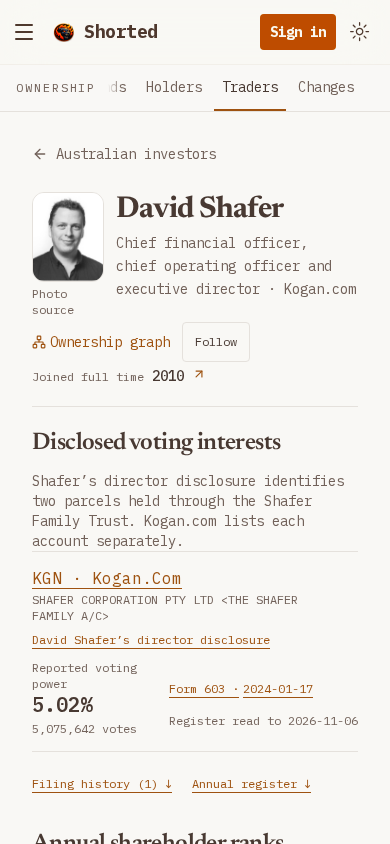 Shorted
Sign in
OWNERSHIP ds Holders Traders Changes
← Australian investors
David Shafer
Chief financial officer,
chief operating officer and
executive director · Kogan.com
Photo
source
Ownership graph Follow
Joined full time 2010 ↗
Disclosed voting interests
Shafer’s director disclosure identifies
two parcels held through the Shafer
Family Trust. Kogan.com lists each
account separately.
KGN · Kogan.Com
SHAFER CORPORATION PTY LTD <THE SHAFER
FAMILY A/C>
David Shafer’s director disclosure
Reported voting
power
5.02%
5,075,642 votes
Form 603 · 2024-01-17
Register read to 2026-11-06
Filing history (1) ↓ Annual register ↓
Annual shareholder ranks